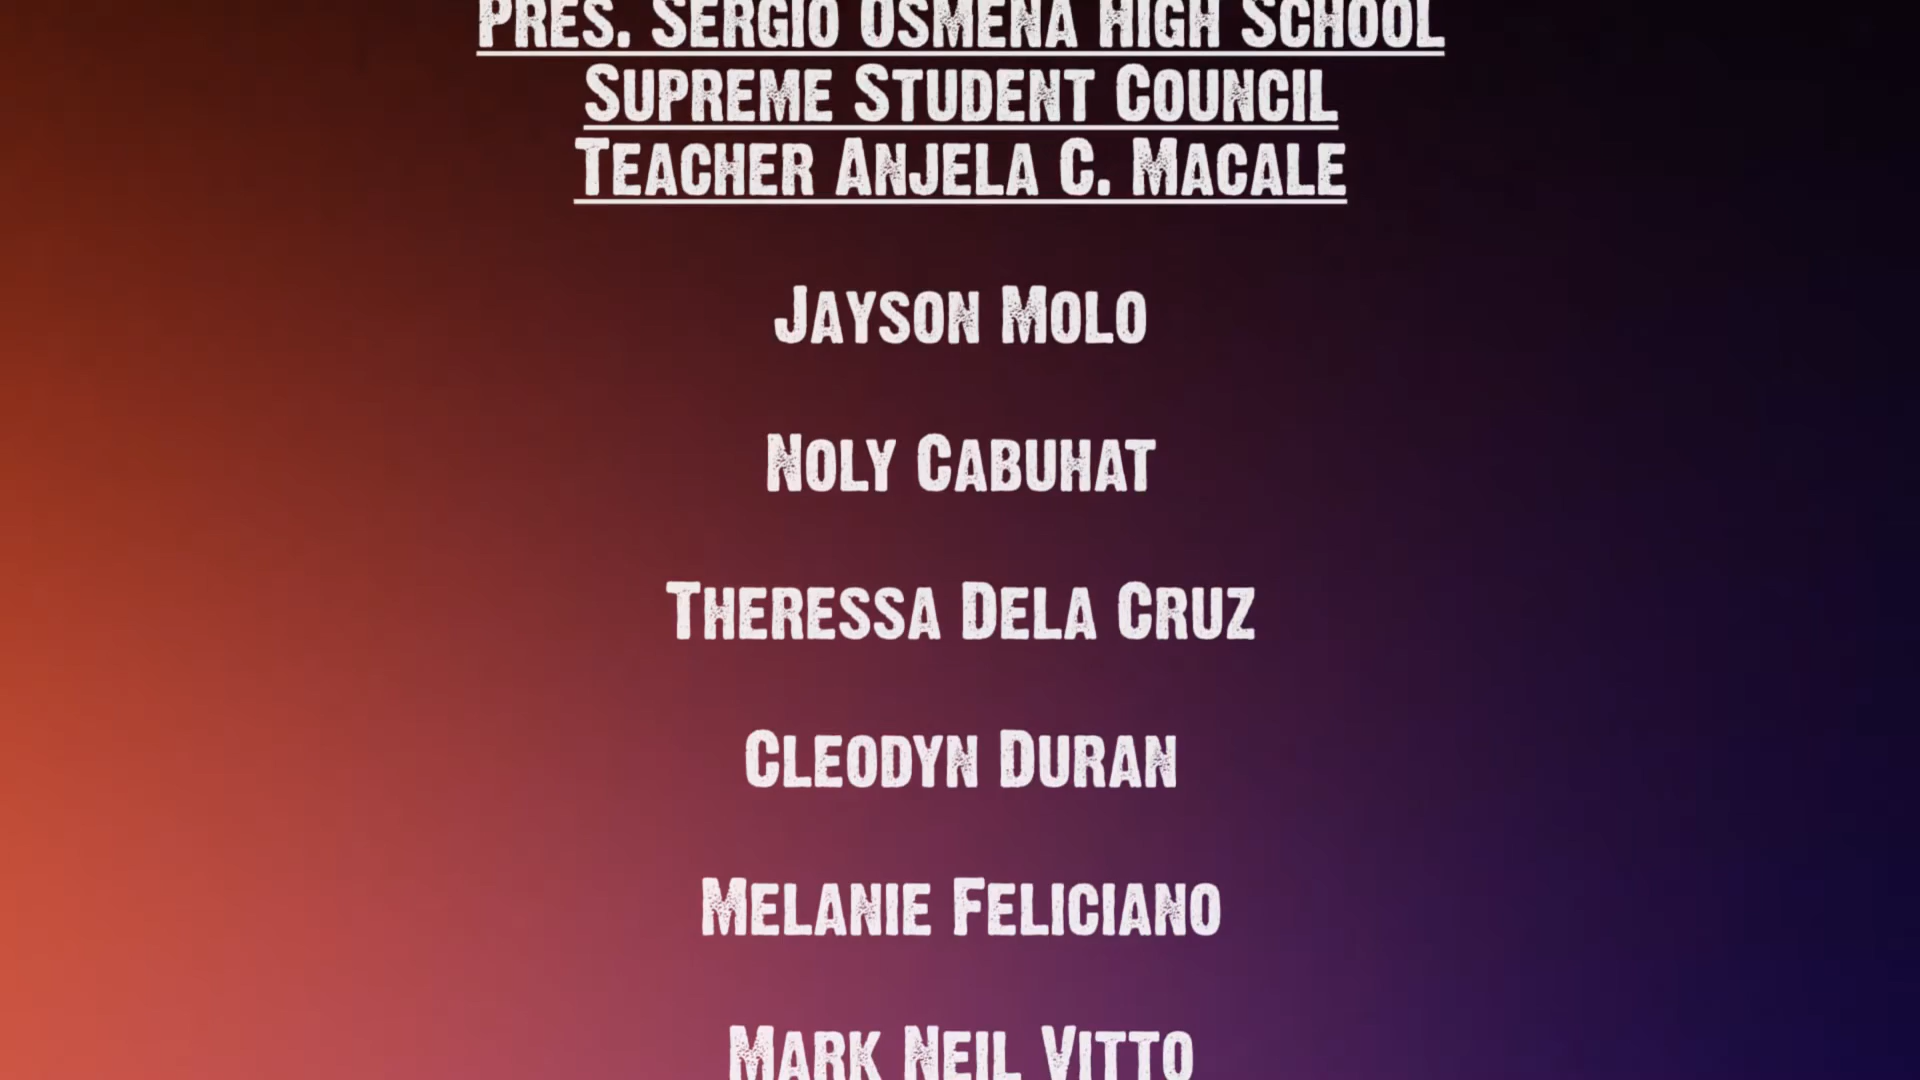 PRES. SERGIO OSMENA HIGH SCHOOL
SUPREME STUDENT COUNCIL
TEACHER ANJELA C. MACALE
JAYSON MOLO
NOLY CABUHAT
THERESSA DELA CRUZ
CLEODYN DURAN
MELANIE FELICIANO
MARK NEIL VITTO